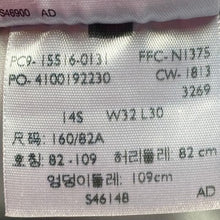 S46900 AD
PC9-15516-0131 FFC-N1375
PO-4100192230 CW-1813
3269
14S W32 L30
尺码: 160/82A
호칭: 82-109 허리둘레: 82 cm
엉덩이둘레: 109cm
S46148 AD